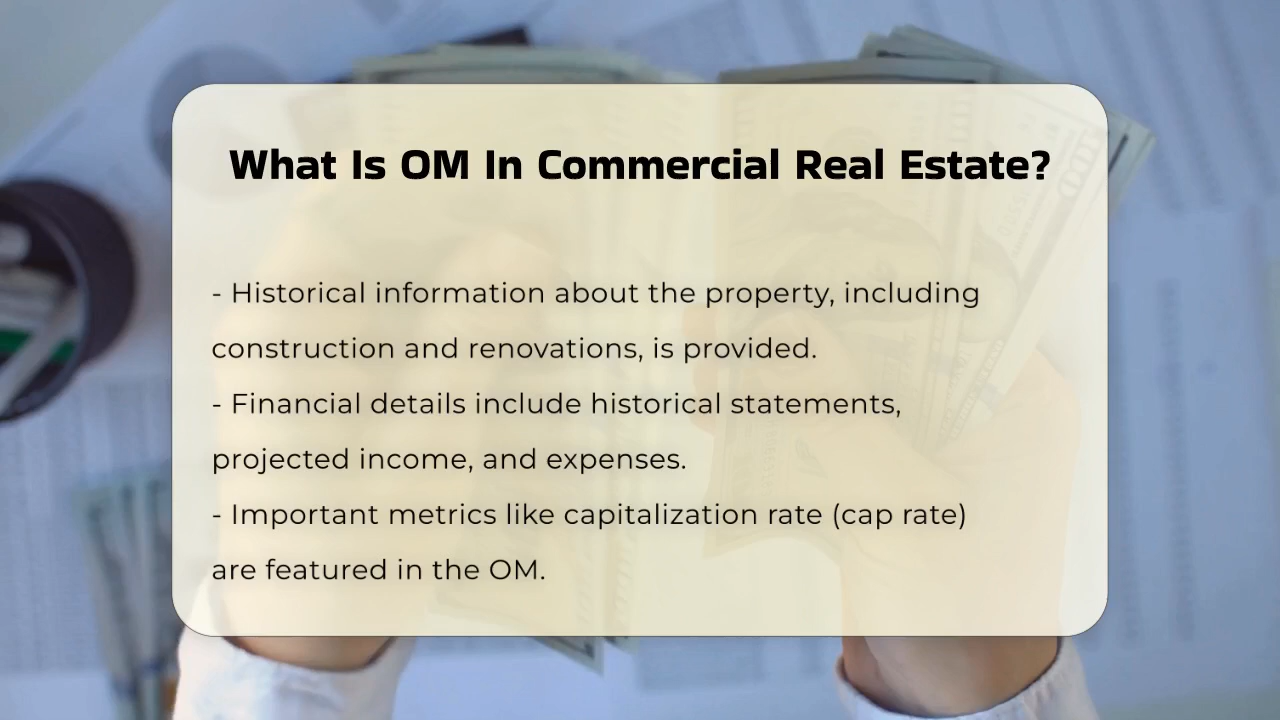 What Is OM In Commercial Real Estate?
- Historical information about the property, including
construction and renovations, is provided.
- Financial details include historical statements,
projected income, and expenses.
- Important metrics like capitalization rate (cap rate)
are featured in the OM.